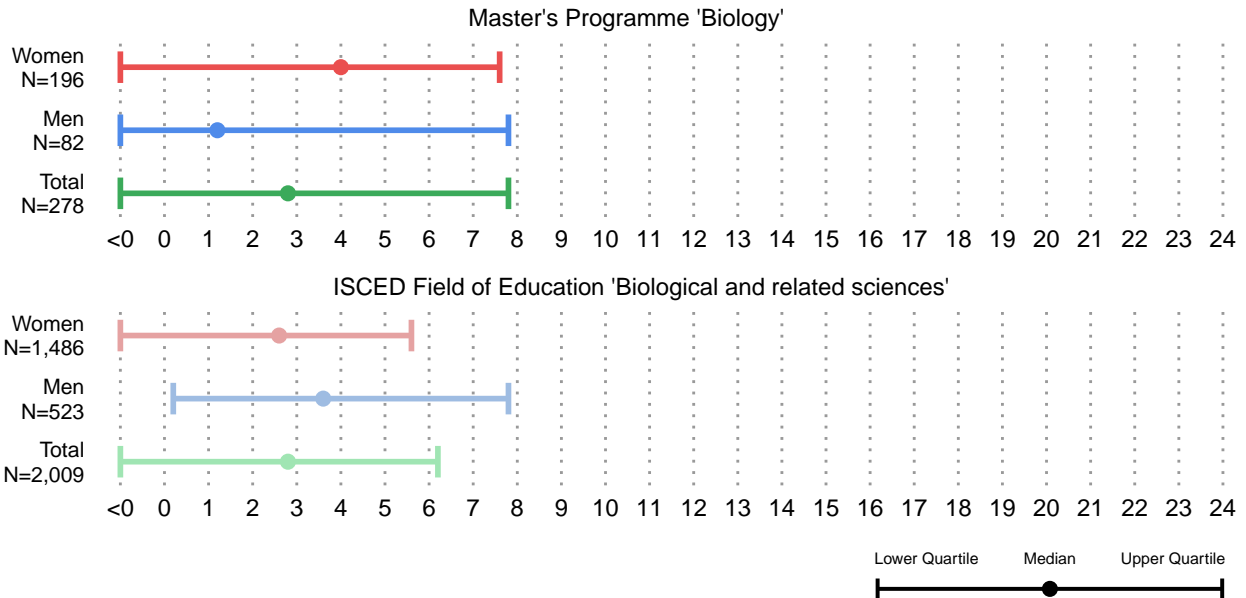 Master's Programme 'Biology'
Women
N=196
Men
N=82
Total
N=278
<0 0 1 2 3 4 5 6 7 8 9 10 11 12 13 14 15 16 17 18 19 20 21 22 23 24
ISCED Field of Education 'Biological and related sciences'
Women
N=1,486
Men
N=523
Total
N=2,009
<0 0 1 2 3 4 5 6 7 8 9 10 11 12 13 14 15 16 17 18 19 20 21 22 23 24
Lower Quartile Median Upper Quartile